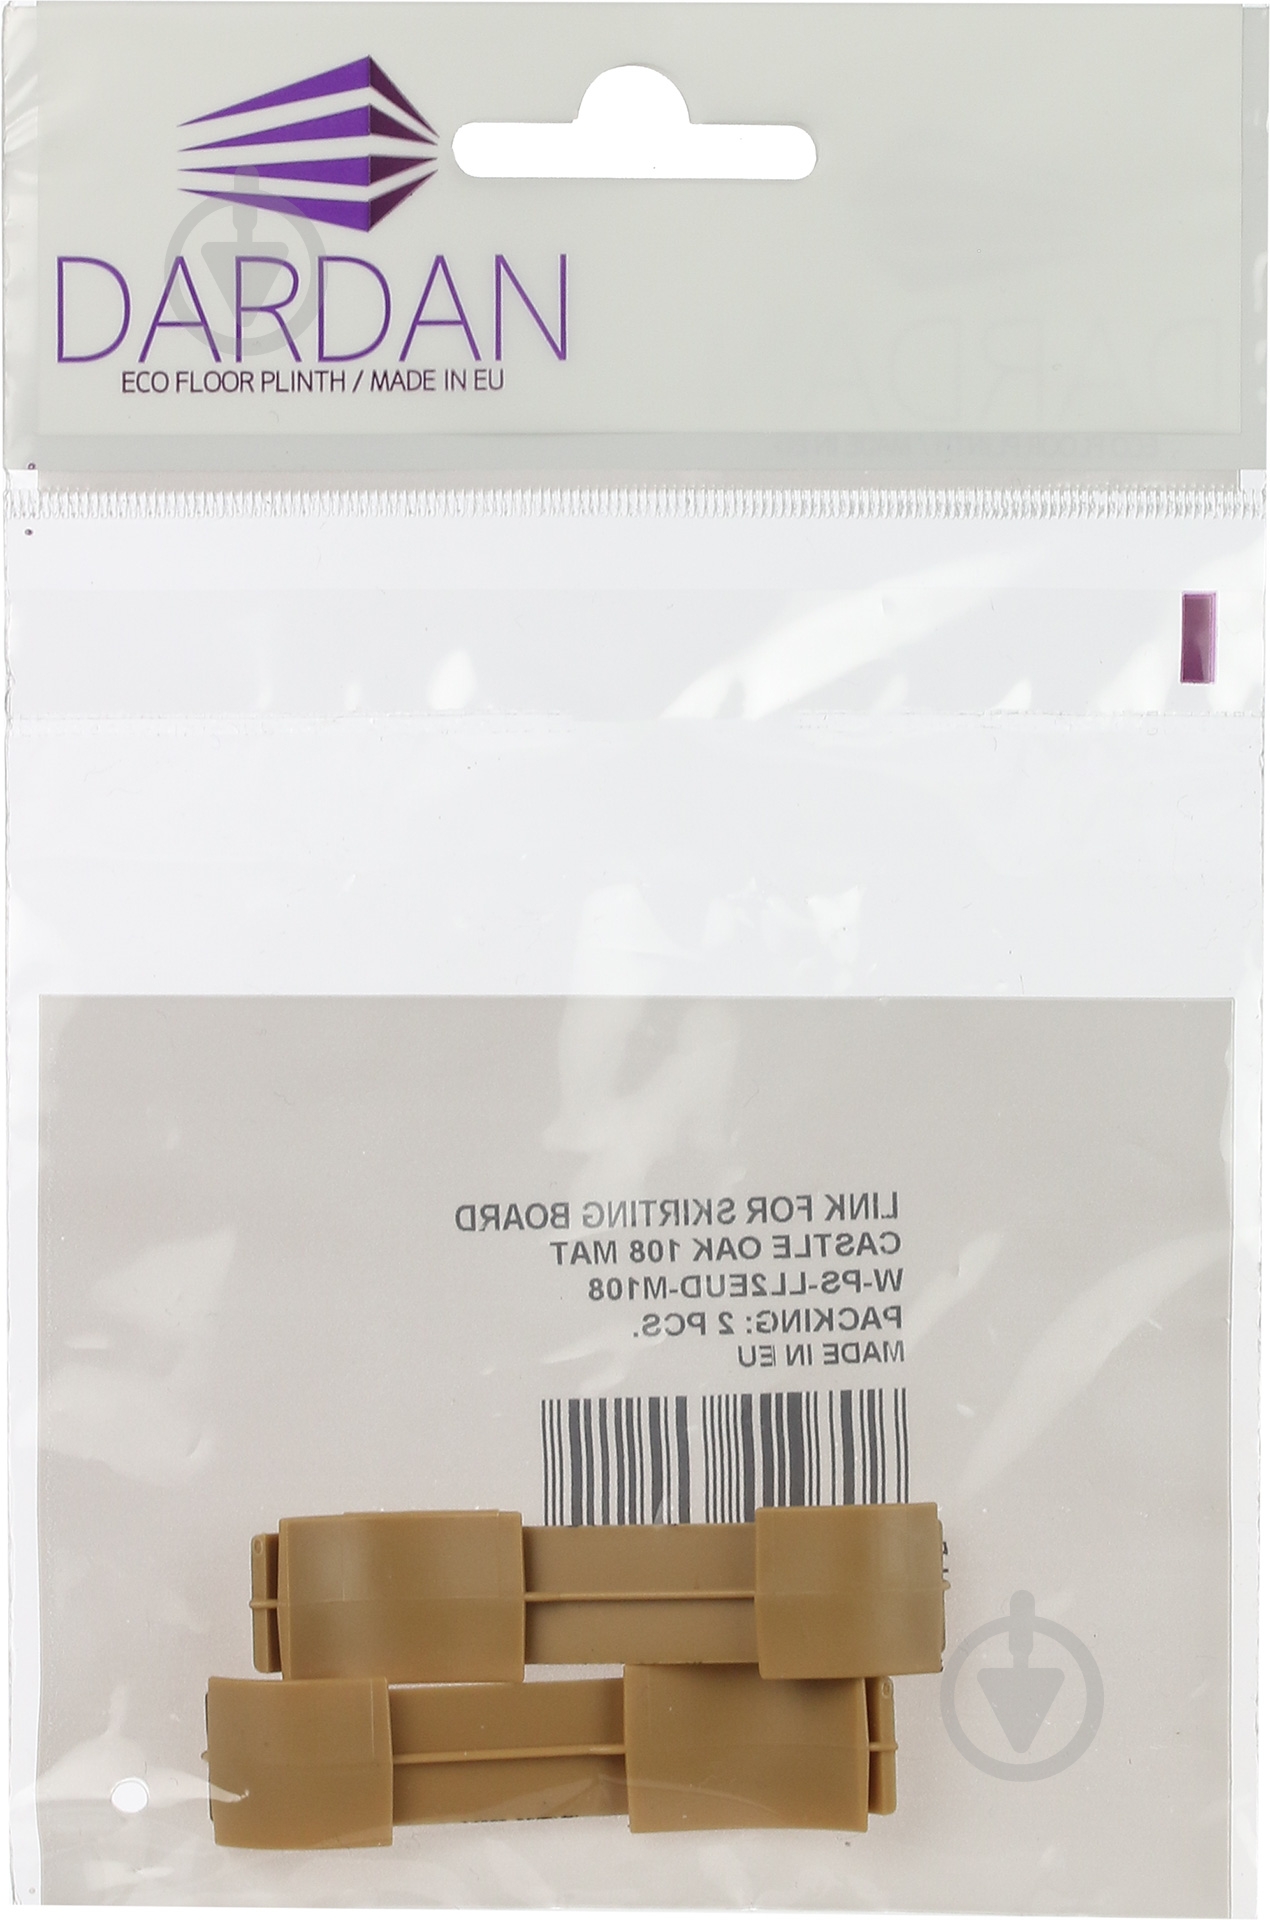 DARDAN
ECO FLOOR PLINTH / MADE IN EU
LINK FOR SKIRTING BOARD
CASTLE OAK 108 MAT
W-PS-LL2EUD-M108
PACKING: 2 PCS.
MADE IN EU